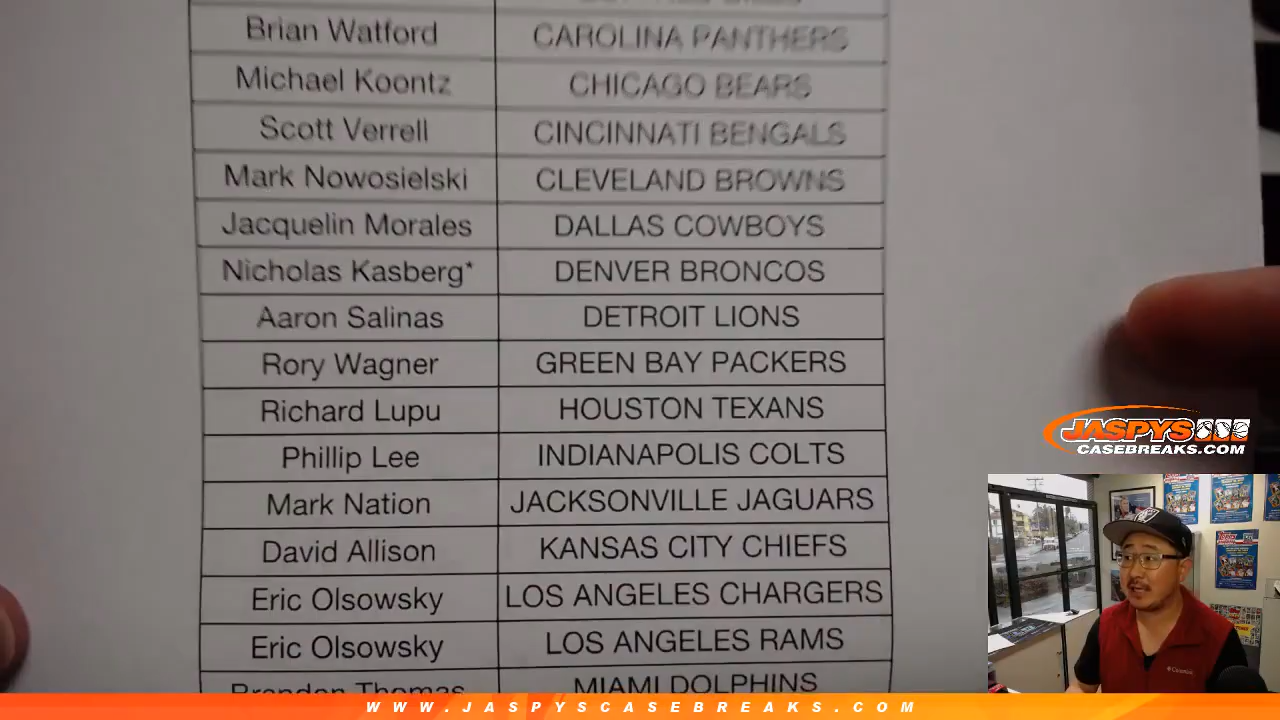 Brian Watford CAROLINA PANTHERS
Michael Koontz CHICAGO BEARS
Scott Verrell CINCINNATI BENGALS
Mark Nowosielski CLEVELAND BROWNS
Jacquelin Morales DALLAS COWBOYS
Nicholas Kasberg* DENVER BRONCOS
Aaron Salinas DETROIT LIONS
Rory Wagner GREEN BAY PACKERS
Richard Lupu HOUSTON TEXANS
Phillip Lee INDIANAPOLIS COLTS
Mark Nation JACKSONVILLE JAGUARS
David Allison KANSAS CITY CHIEFS
Eric Olsowsky LOS ANGELES CHARGERS
Eric Olsowsky LOS ANGELES RAMS
Brandon Thomas MIAMI DOLPHINS
JASPYS
CASEBREAKS.COM
WWW.JASPYSCASEBREAKS.COM